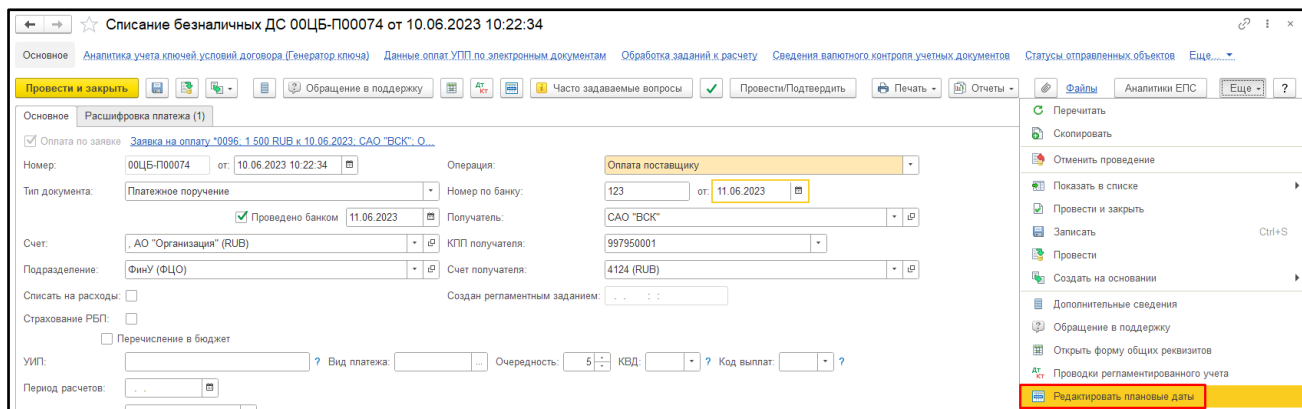 Списание безналичных ДС 00ЦБ-П00074 от 10.06.2023 10:22:34
Основное Аналитика учета ключей условий договора (Генератор ключа) Данные оплат УПП по электронным документам Обработка заданий к расчету Сведения валютного контроля учетных документов Статусы отправленных объектов Еще...
Провести и закрыть Обращение в поддержку Часто задаваемые вопросы Провести/Подтвердить Печать Отчеты Файлы Аналитики ЕПС Еще ?
Основное Расшифровка платежа (1)
Оплата по заявке Заявка на оплату *0096; 1 500 RUB к 10.06.2023; САО "ВСК"; О...
Номер: 00ЦБ-П00074 от: 10.06.2023 10:22:34 Операция: Оплата поставщику
Тип документа: Платежное поручение Номер по банку: 123 от: 11.06.2023
Проведено банком 11.06.2023 Получатель: САО "ВСК"
Счет: , АО "Организация" (RUB) КПП получателя: 997950001
Подразделение: ФинУ (ФЦО) Счет получателя: 4124 (RUB)
Списать на расходы: Создан регламентным заданием: . . : :
Страхование РБП:
Перечисление в бюджет
УИП: ? Вид платежа: ... Очередность: 5 КВД: ? Код выплат: ?
Период расчетов: . .
Перечитать
Скопировать
Отменить проведение
Показать в списке
Провести и закрыть
Записать Ctrl+S
Провести
Создать на основании
Дополнительные сведения
Обращение в поддержку
Открыть форму общих реквизитов
Дт Кт Проводки регламентированного учета
Редактировать плановые даты